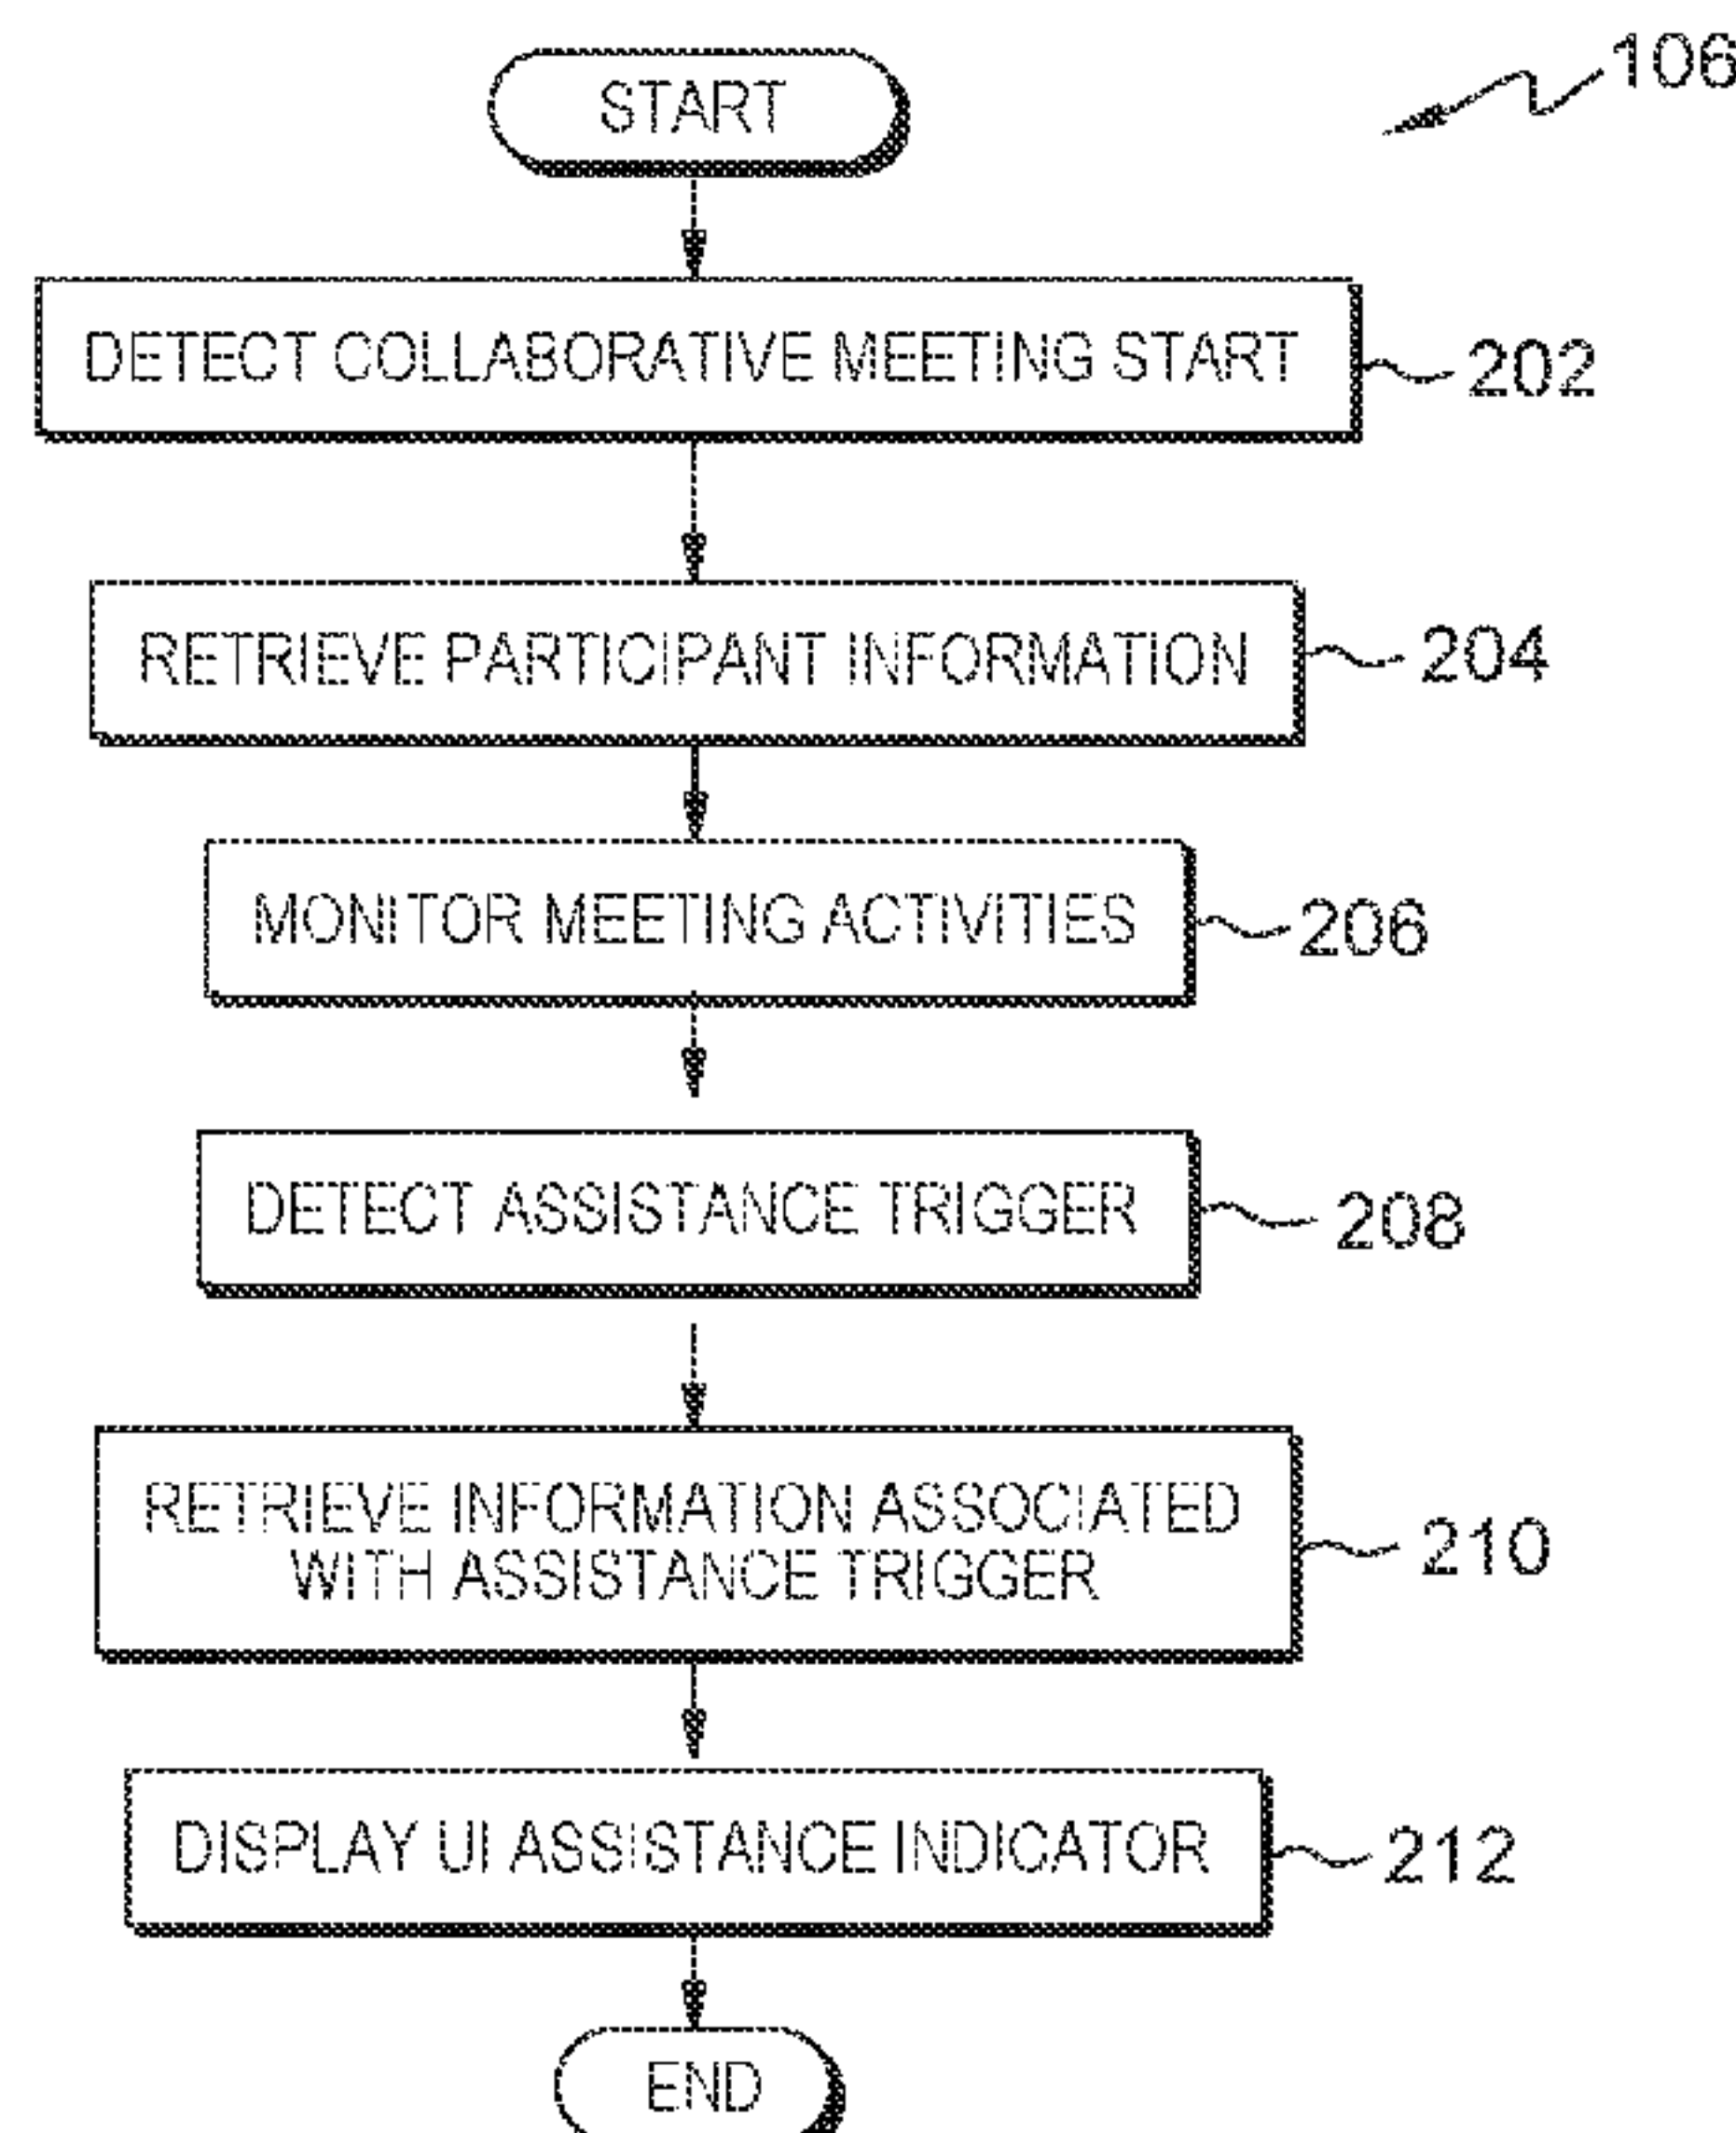 106
START
DETECT COLLABORATIVE MEETING START
202
RETRIEVE PARTICIPANT INFORMATION
204
MONITOR MEETING ACTIVITIES
206
DETECT ASSISTANCE TRIGGER
208
RETRIEVE INFORMATION ASSOCIATED
WITH ASSISTANCE TRIGGER
210
DISPLAY UI ASSISTANCE INDICATOR
212
END